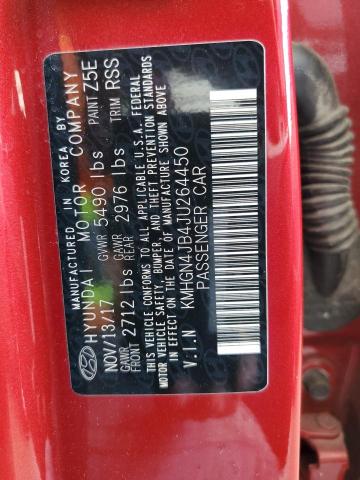 MANUFACTURED IN KOREA BY
HYUNDAI MOTOR COMPANY
NOV/13/17 GVWR 5490 lbs PAINT Z5E
GAWR FRONT 2712 lbs GAWR REAR 2976 lbs TRIM RSS
THIS VEHICLE CONFORMS TO ALL APPLICABLE U.S.A. FEDERAL
MOTOR VEHICLE SAFETY, BUMPER, AND THEFT PREVENTION STANDARDS
IN EFFECT ON THE DATE OF MANUFACTURE SHOWN ABOVE
V.I.N KMHGN4JB4JU264450
PASSENGER CAR